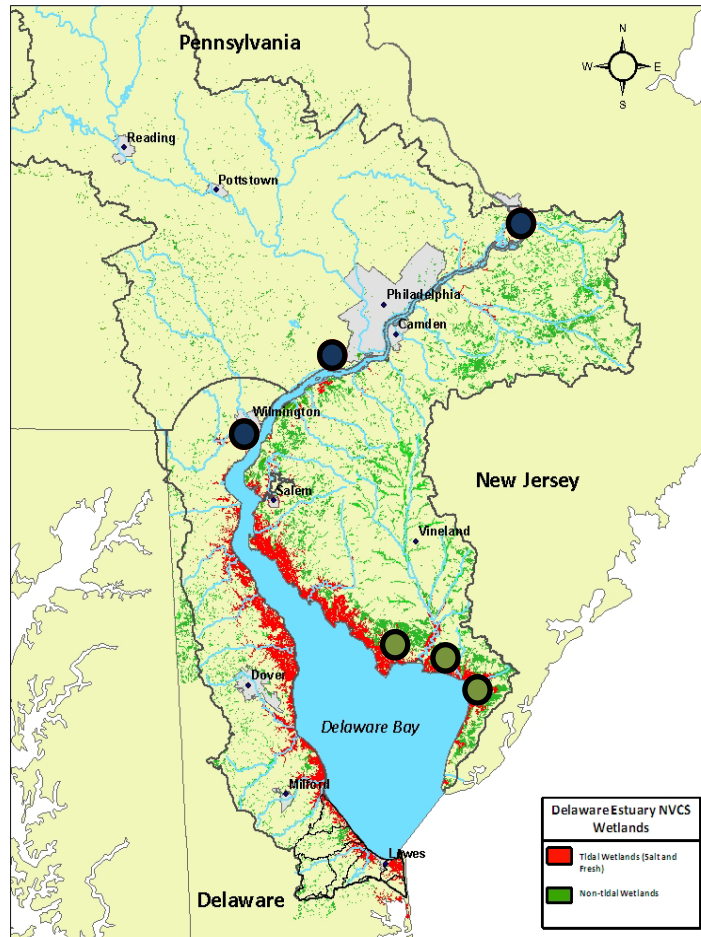 Pennsylvania
N
W E
S
Reading
Pottstown
Philadelphia
Camden
Wilmington
New Jersey
Salem
Vineland
Dover
Delaware Bay
Milford
Lewes
Delaware
Delaware Estuary NVCS
Wetlands
Tidal Wetlands (Salt and
Fresh)
Non-tidal Wetlands